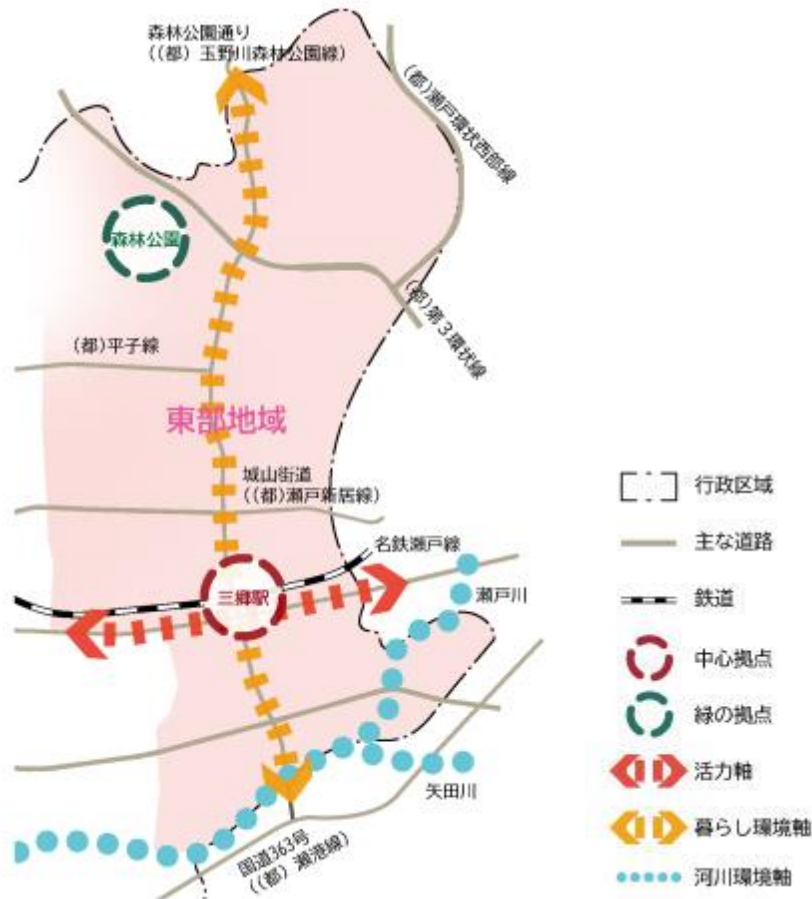 森林公園通り
((都) 玉野川森林公園線)
(都)瀬戸環状西部線
森林公園
(都)第3環状線
(都)平子線
東部地域
城山街道
((都)瀬戸新居線)
名鉄瀬戸線
三郷駅
瀬戸川
矢田川
国道363号
((都) 瀬港線)
行政区域
主な道路
鉄道
中心拠点
緑の拠点
活力軸
暮らし環境軸
河川環境軸